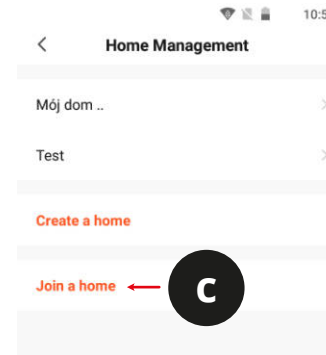 10:5
Home Management
Mój dom ..
Test
Create a home
Join a home
C